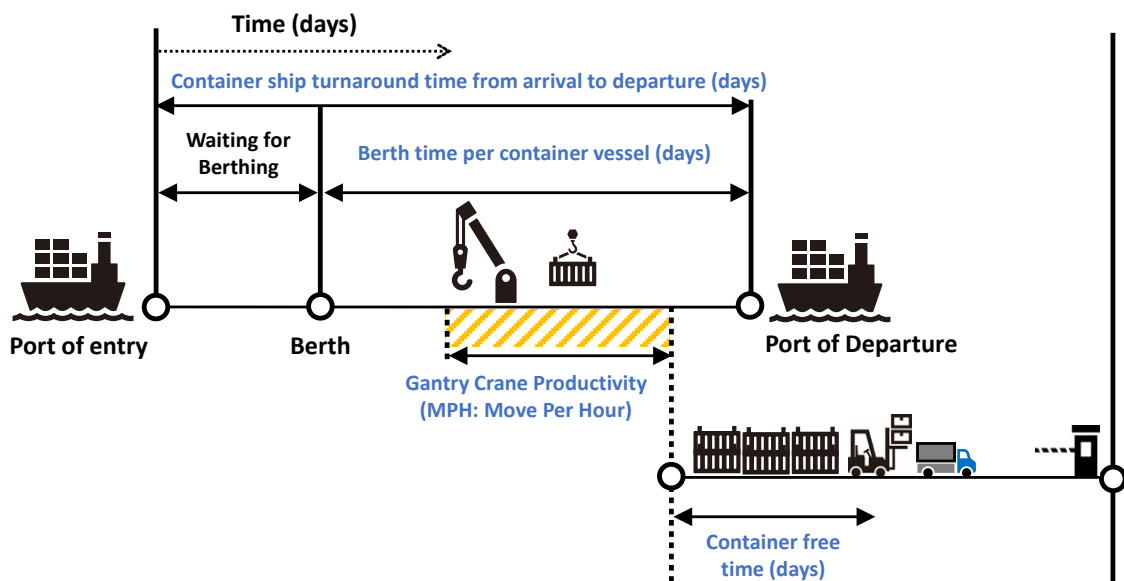 Time (days)
Container ship turnaround time from arrival to departure (days)
Waiting for
Berthing
Berth time per container vessel (days)
Port of entry
Berth
Port of Departure
Gantry Crane Productivity
(MPH: Move Per Hour)
Container free
time (days)